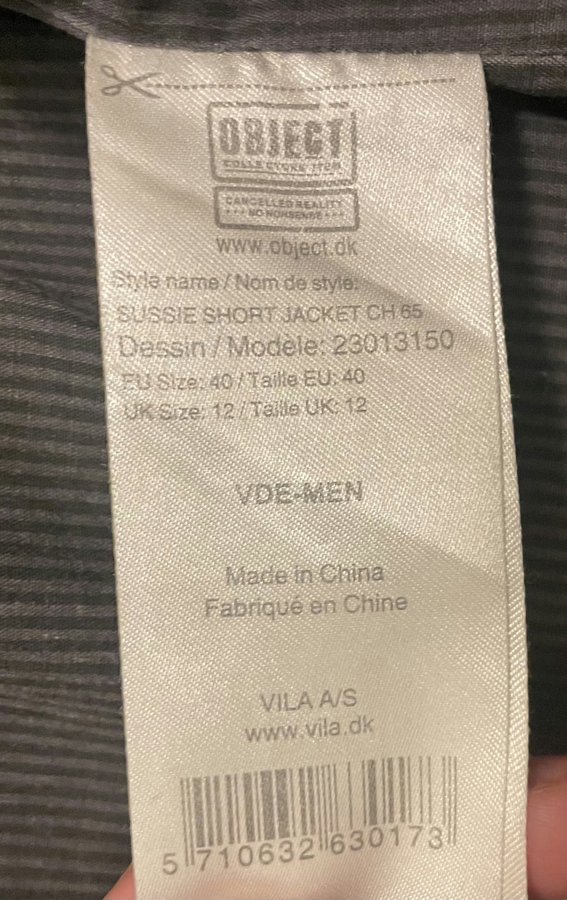 OBJECT
COLLECTORS ITEM
CANCELLED REALITY
NO NONSENSE
www.object.dk
Style name / Nom de style:
SUSSIE SHORT JACKET CH 65
Dessin / Modèle: 23013150
EU Size: 40 / Taille EU: 40
UK Size: 12 / Taille UK: 12
VDE-MEN
Made in China
Fabriqué en Chine
VILA A/S
www.vila.dk
5 710632 630173